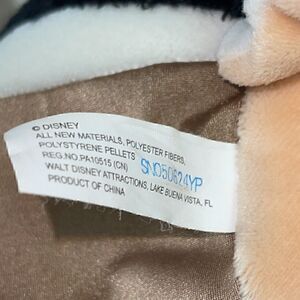 © DISNEY
ALL NEW MATERIALS, POLYESTER FIBERS,
POLYSTYRENE PELLETS
REG.NO.PA10515 (CN) SNO50624YP
WALT DISNEY ATTRACTIONS, LAKE BUENA VISTA, FL
PRODUCT OF CHINA